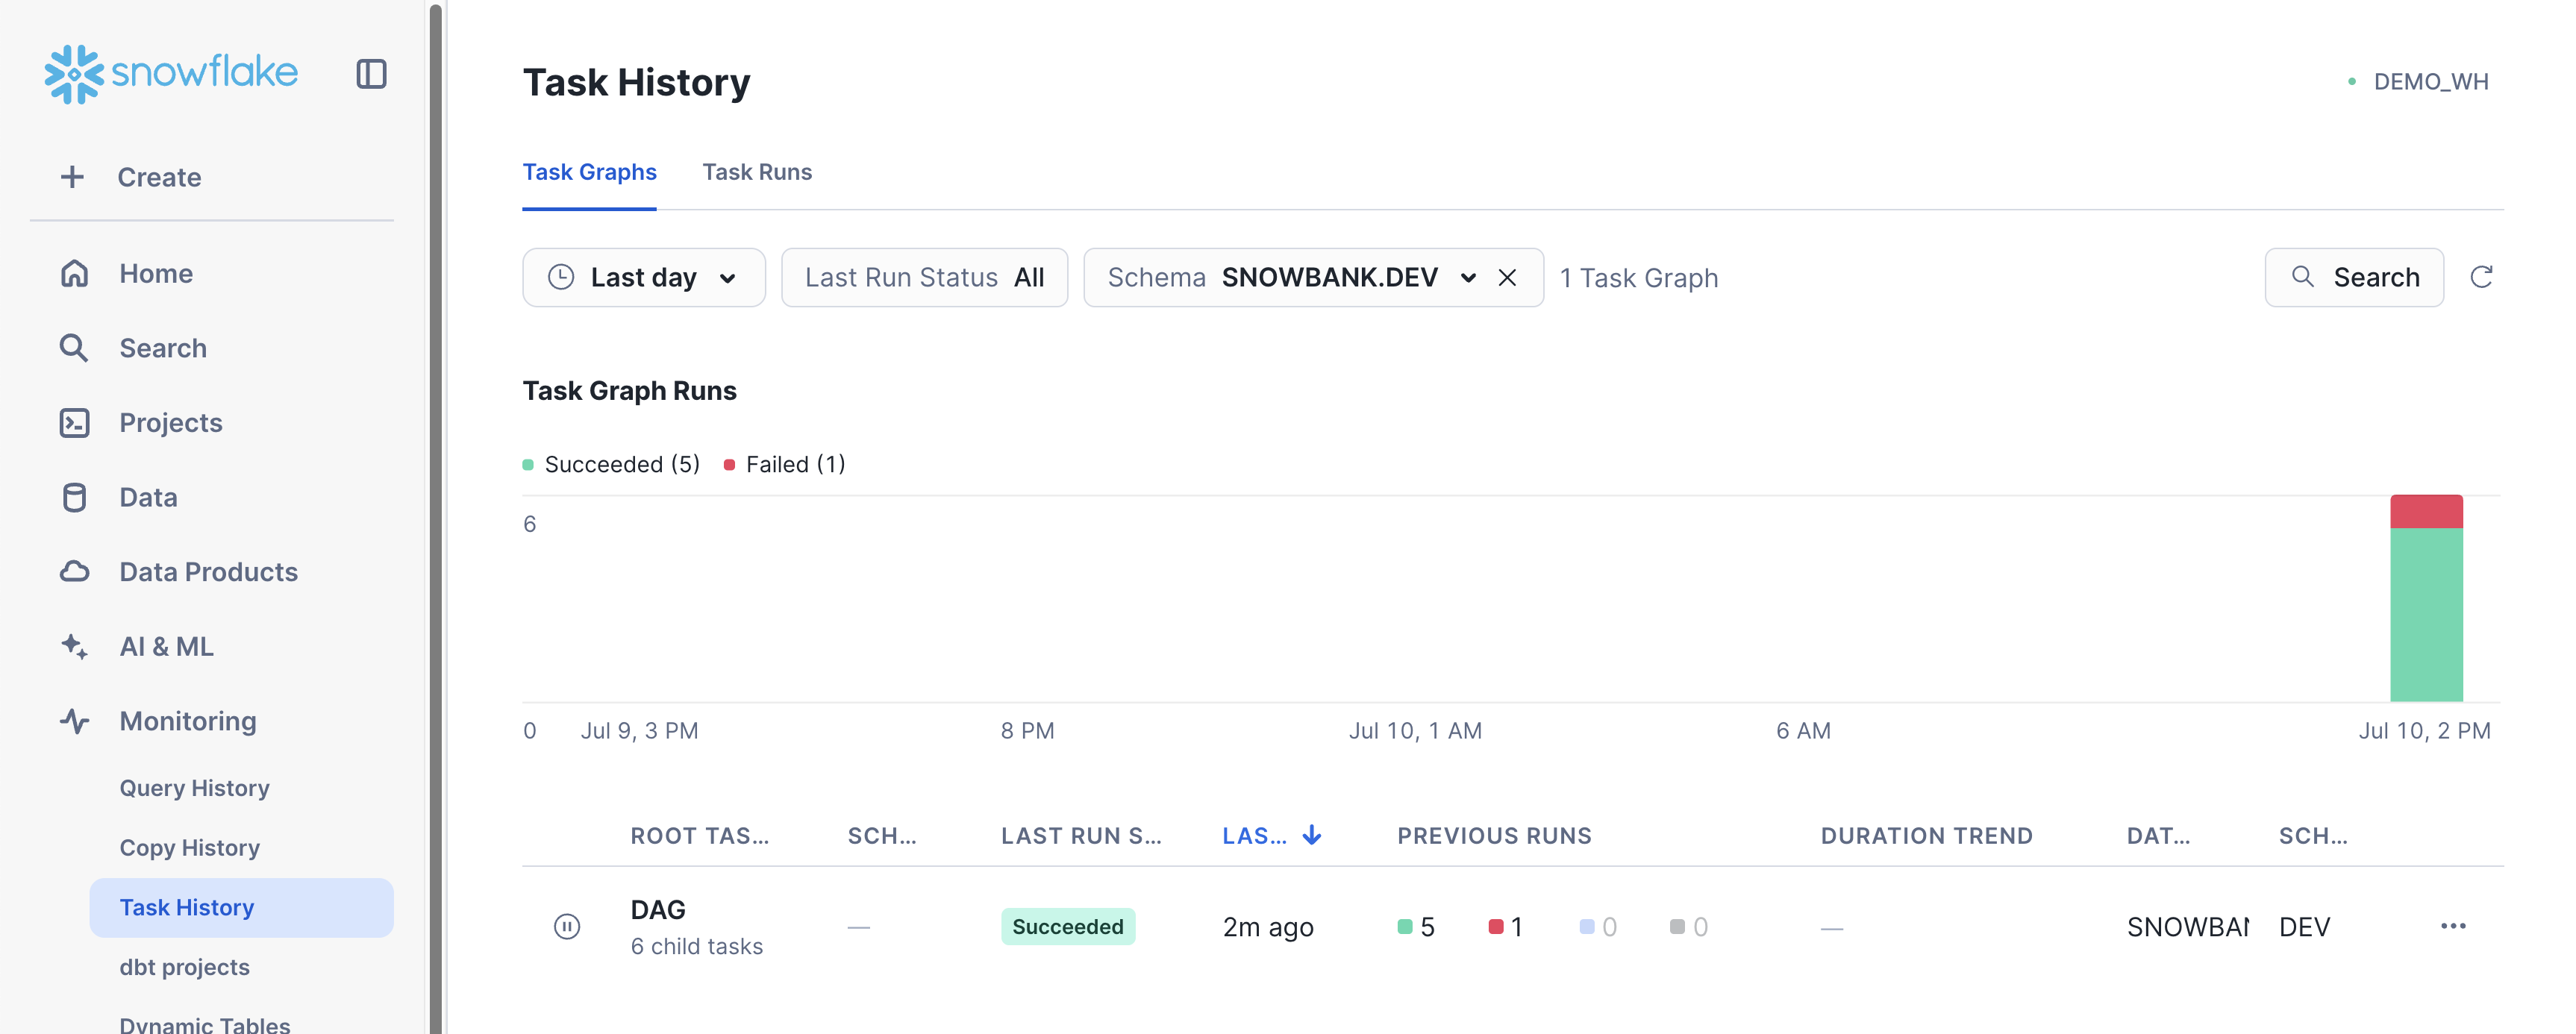 snowflake
Create
Home
Search
Projects
Data
Data Products
AI & ML
Monitoring
Query History
Copy History
Task History
dbt projects
Dynamic Tables
Task History
DEMO_WH
Task Graphs Task Runs
Last day Last Run Status All Schema SNOWBANK.DEV 1 Task Graph Search
Task Graph Runs
Succeeded (5) Failed (1)
6
0 Jul 9, 3 PM 8 PM Jul 10, 1 AM 6 AM Jul 10, 2 PM
ROOT TAS... SCH... LAST RUN S... LAS... PREVIOUS RUNS DURATION TREND DAT... SCH...
DAG — Succeeded 2m ago 5 1 0 0 — SNOWBAN DEV
6 child tasks